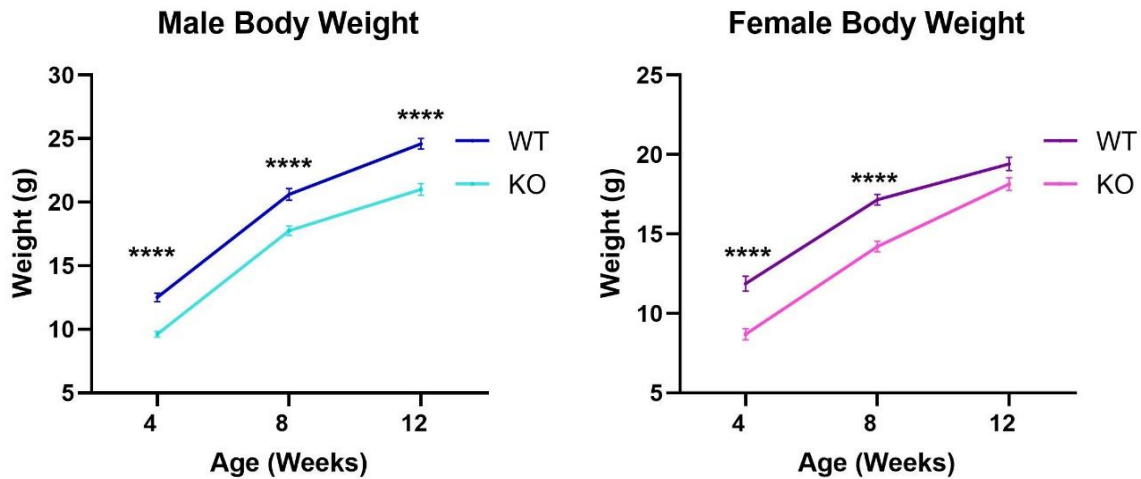 Male Body Weight
Weight (g)
30
25
20
15
10
5
****
****
****
WT
KO
4
8
12
Age (Weeks)
Female Body Weight
Weight (g)
25
20
15
10
5
****
****
WT
KO
4
8
12
Age (Weeks)